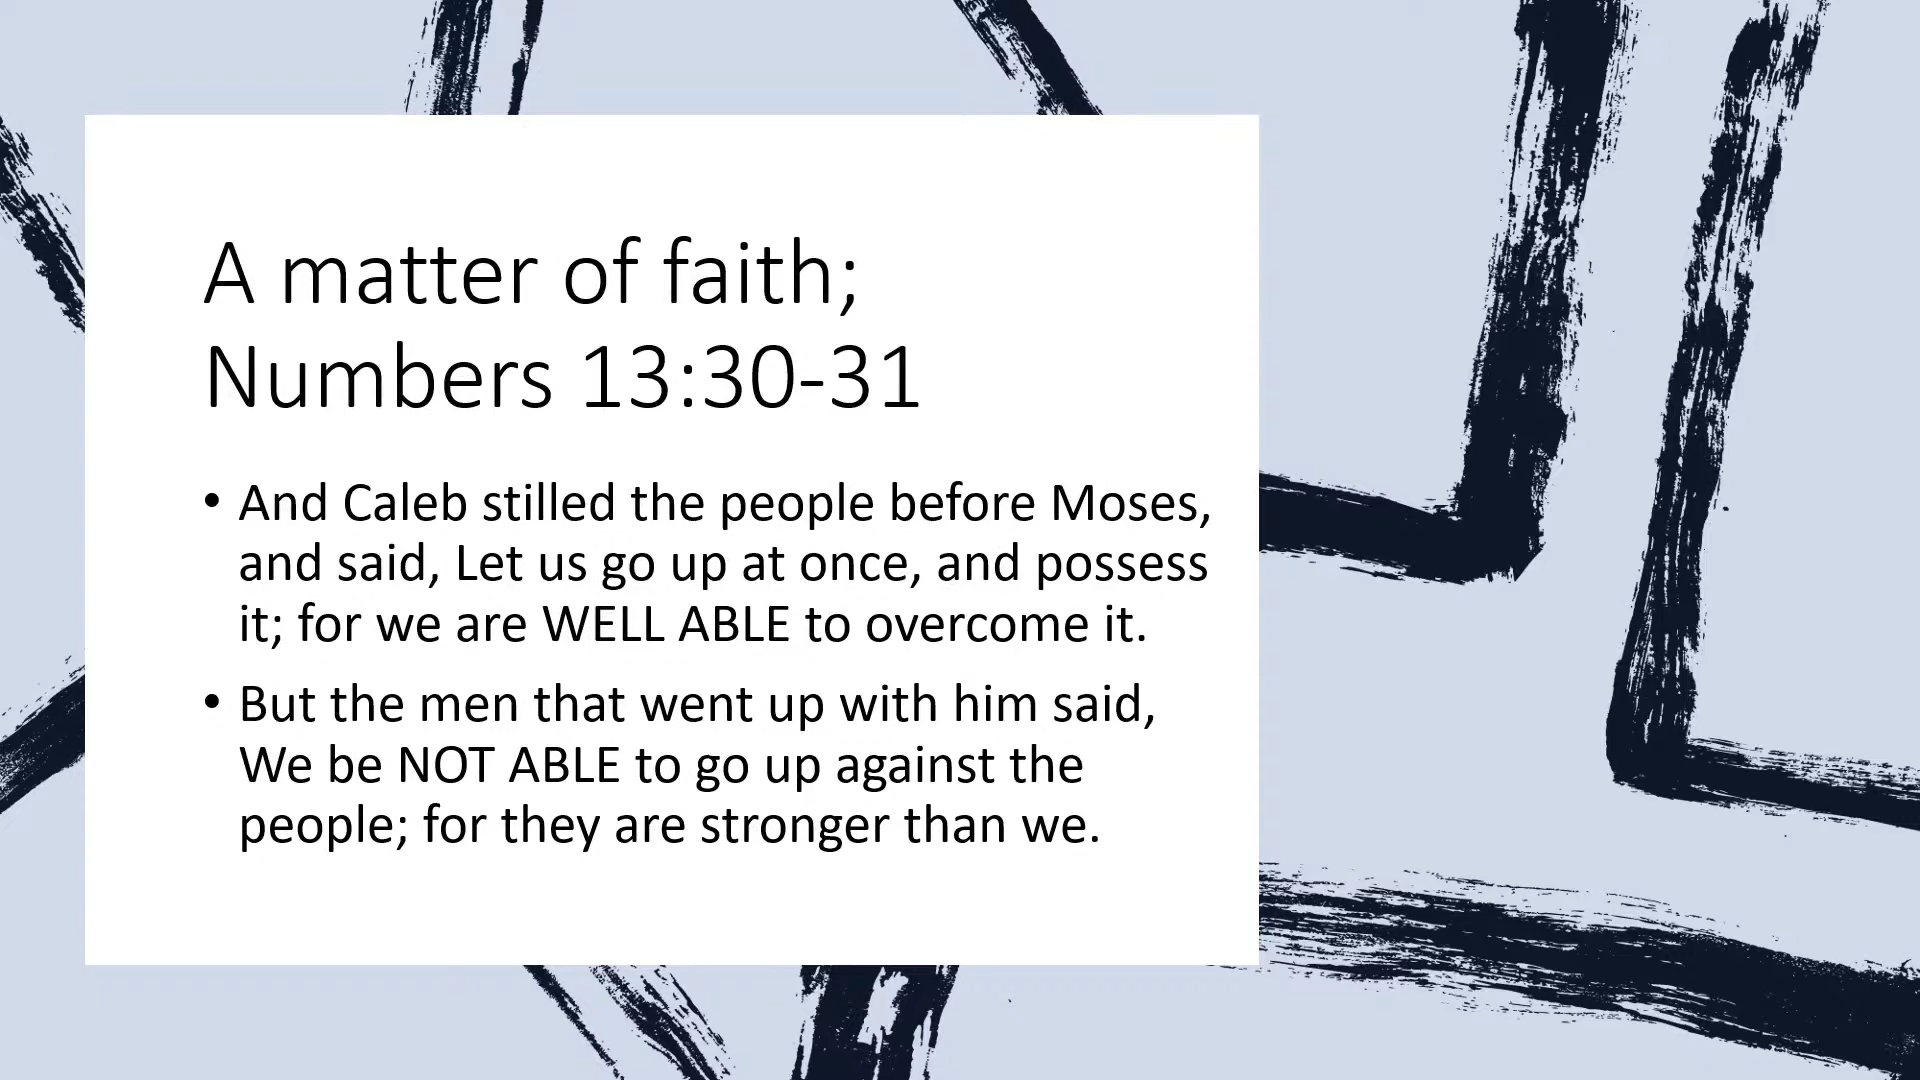 A matter of faith;
Numbers 13:30-31
• And Caleb stilled the people before Moses,
and said, Let us go up at once, and possess
it; for we are WELL ABLE to overcome it.
• But the men that went up with him said,
We be NOT ABLE to go up against the
people; for they are stronger than we.